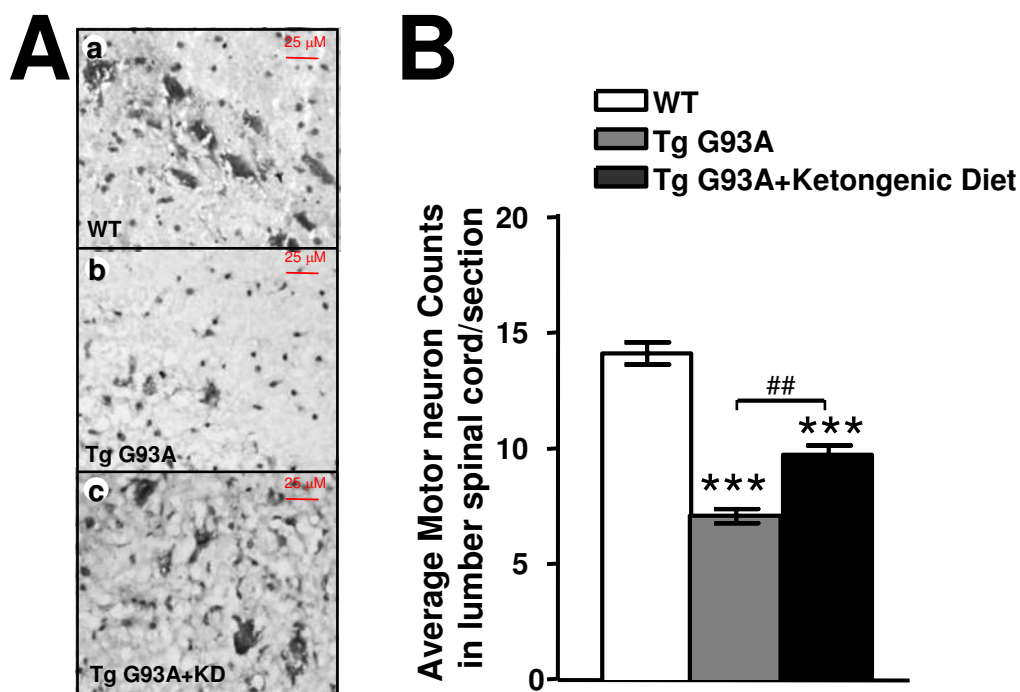 A
a
25 μM
WT
b
25 μM
Tg G93A
c
25 μM
Tg G93A+KD
B
WT
Tg G93A
Tg G93A+Ketongenic Diet
Average Motor neuron Counts
in lumber spinal cord/section
20
15
10
5
0
##
***
***